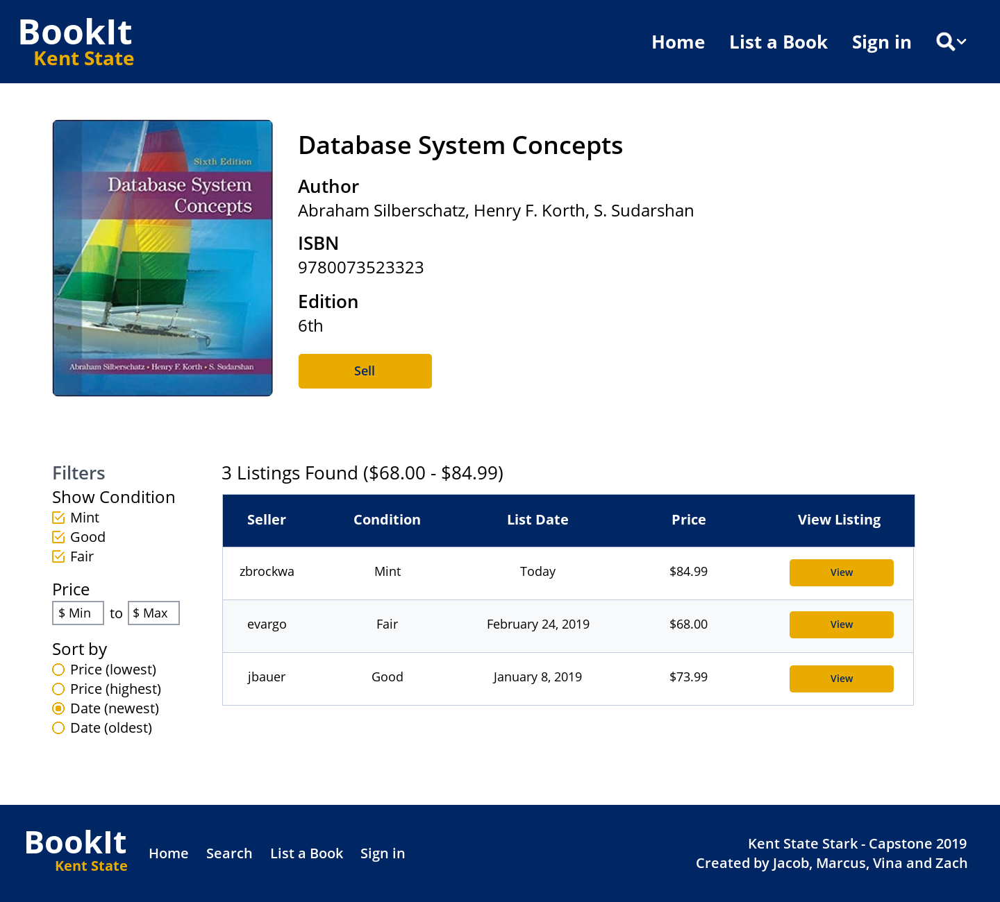 BookIt
Kent State
Home List a Book Sign in
Sixth Edition
Database System
Concepts
Abraham Silberschatz • Henry F. Korth • S. Sudarshan
Database System Concepts
Author
Abraham Silberschatz, Henry F. Korth, S. Sudarshan
ISBN
9780073523323
Edition
6th
Sell
Filters
Show Condition
Mint
Good
Fair
Price
$ Min to $ Max
Sort by
Price (lowest)
Price (highest)
Date (newest)
Date (oldest)
3 Listings Found ($68.00 - $84.99)
Seller Condition List Date Price View Listing
zbrockwa Mint Today $84.99 View
evargo Fair February 24, 2019 $68.00 View
jbauer Good January 8, 2019 $73.99 View
BookIt
Kent State
Home Search List a Book Sign in
Kent State Stark - Capstone 2019
Created by Jacob, Marcus, Vina and Zach